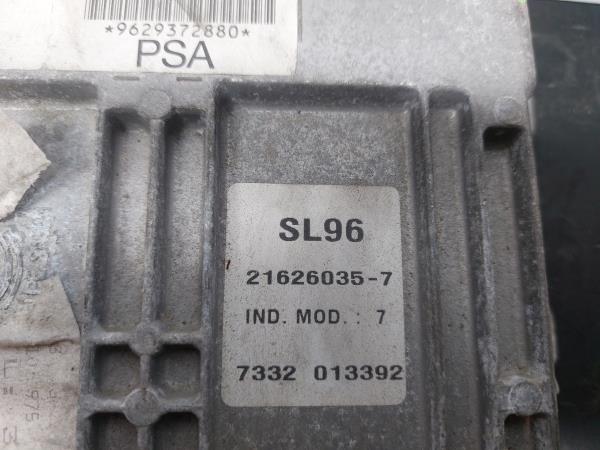 *9629372880*
PSA
SL96
21626035-7
IND. MOD. : 7
7332 013392